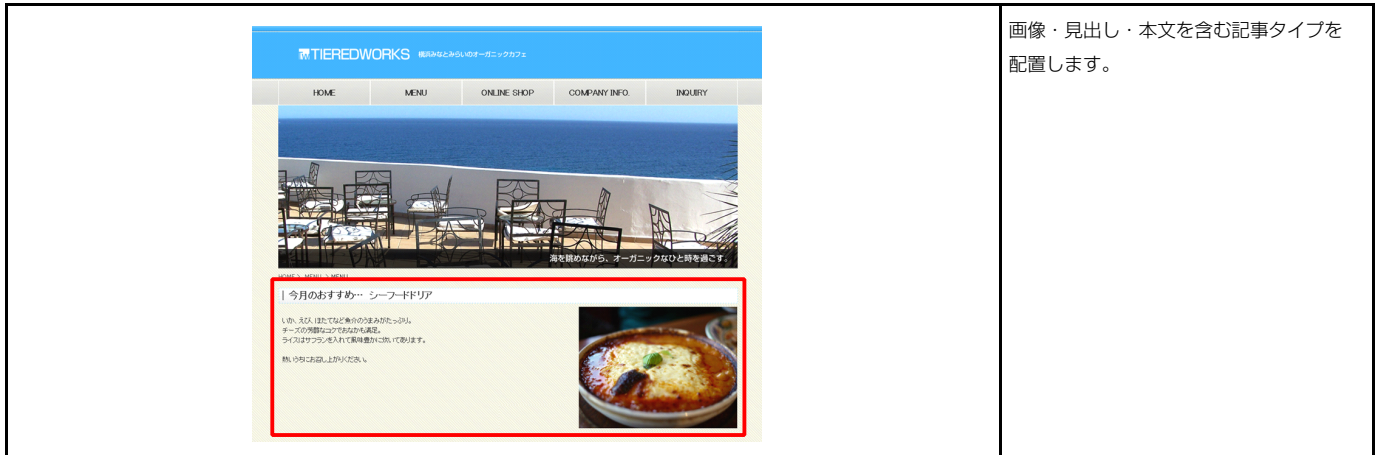 TIEREDWORKS 横浜みなとみらいのオーガニックカフェ
HOME MENU ONLINE SHOP COMPANY INFO. INQUIRY
海を眺めながら、オーガニックなひと時を過ごす。
HOME > MENU > MENU
| 今月のおすすめ… シーフードドリア
いか、えび、ほたてなど魚介のうまみがたっぷり。
チーズの芳醇なコクでおなかも満足。
ライスはサフランを入れて風味豊かに炊いてあります。
熱いうちにお召し上がりください。
画像・見出し・本文を含む記事タイプを
配置します。